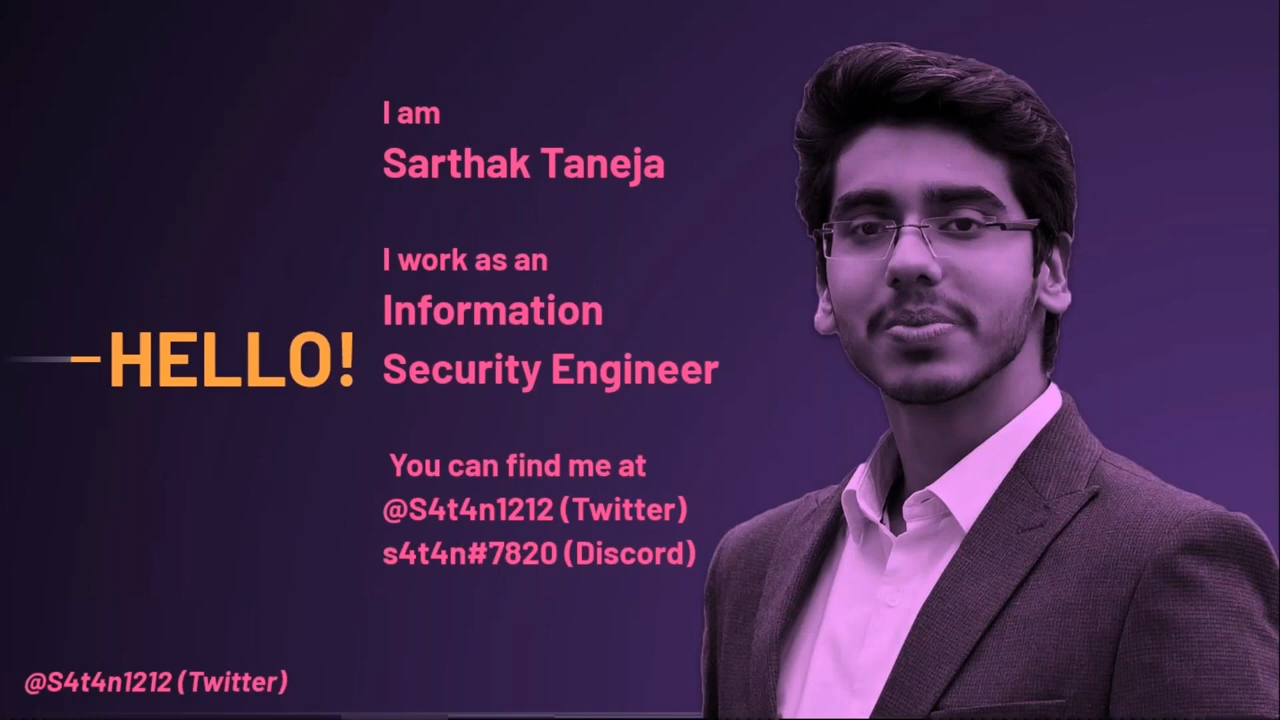 HELLO!
I am
Sarthak Taneja
I work as an
Information
Security Engineer
You can find me at
@S4t4n1212 (Twitter)
s4t4n#7820 (Discord)
@S4t4n1212 (Twitter)